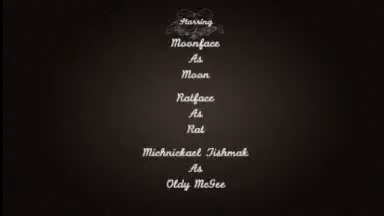 Starring
Moonface
As
Moon
Ratface
As
Rat
Michnickael Tishmak
As
Oldy McGee